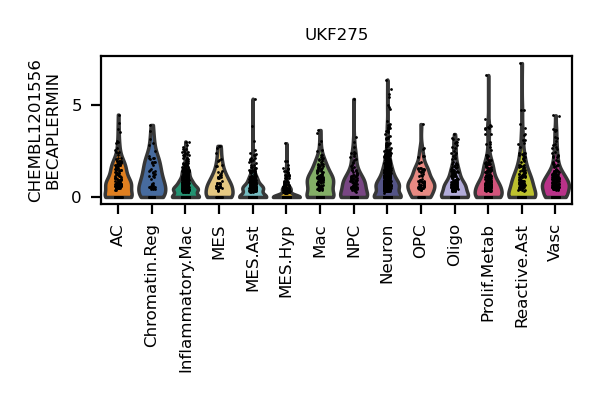 UKF275
CHEMBL1201556
BECAPLERMIN
5
0
AC
Chromatin.Reg
Inflammatory.Mac
MES
MES.Ast
MES.Hyp
Mac
NPC
Neuron
OPC
Oligo
Prolif.Metab
Reactive.Ast
Vasc